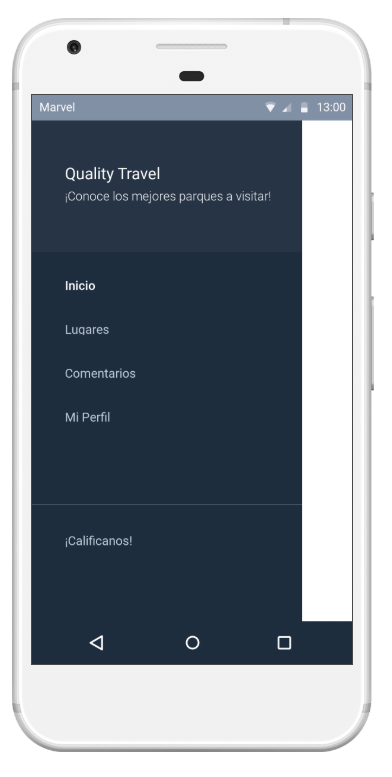 Marvel 13:00
Quality Travel
¡Conoce los mejores parques a visitar!
Inicio
Lugares
Comentarios
Mi Perfil
¡Calificanos!